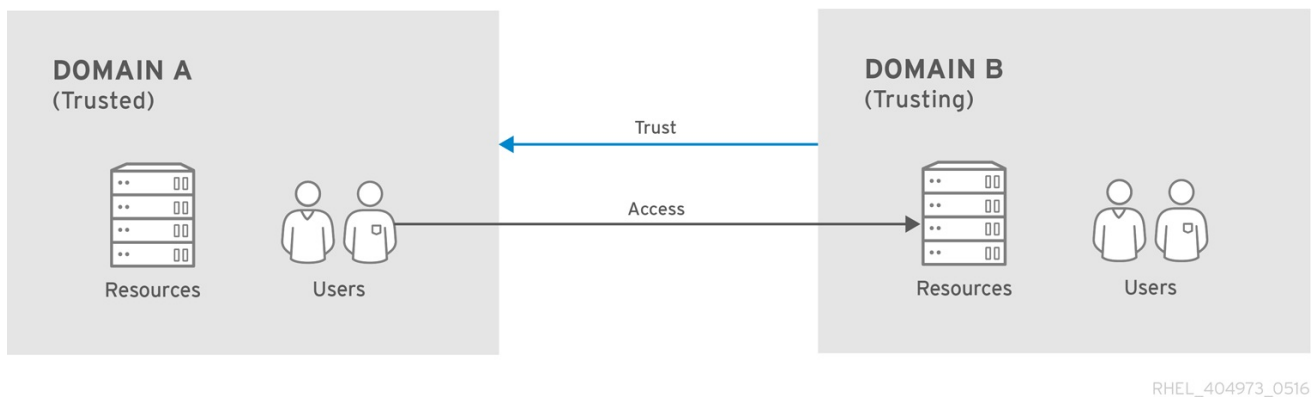 DOMAIN A
(Trusted)
Resources
Users
Trust
Access
DOMAIN B
(Trusting)
Resources
Users
RHEL_404973_0516